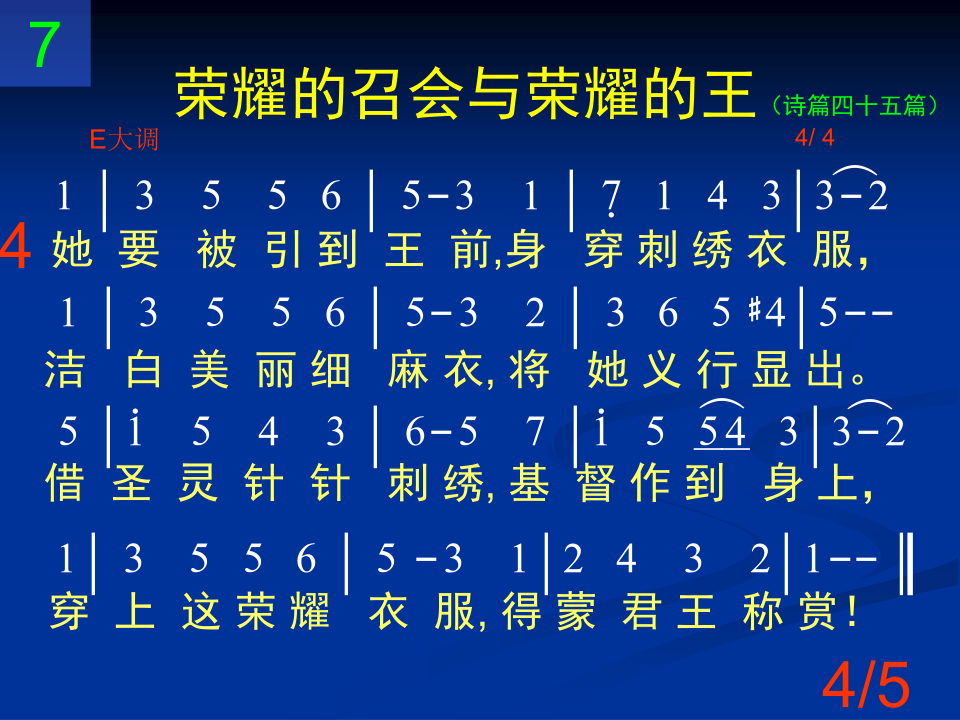 7
荣耀的召会与荣耀的王（诗篇四十五篇）
E大调 4/ 4
1 | 3 5 5 6 | 5-3 1 | 7̣ 1 4 3 | 3-2
4 她 要 被 引 到 王 前,身 穿 刺 绣 衣 服，
1 | 3 5 5 6 | 5-3 2 | 3 6 5 ♯4 | 5--
洁 白 美 丽 细 麻 衣, 将 她 义 行 显 出。
5 | 1̇ 5 4 3 | 6-5 7 | 1̇ 5 54 3 | 3-2
借 圣 灵 针 针 刺 绣, 基 督 作 到 身 上，
1 | 3 5 5 6 | 5 -3 1 | 2 4 3 2 | 1-- ‖
穿 上 这 荣 耀 衣 服, 得 蒙 君 王 称 赏！
4/5